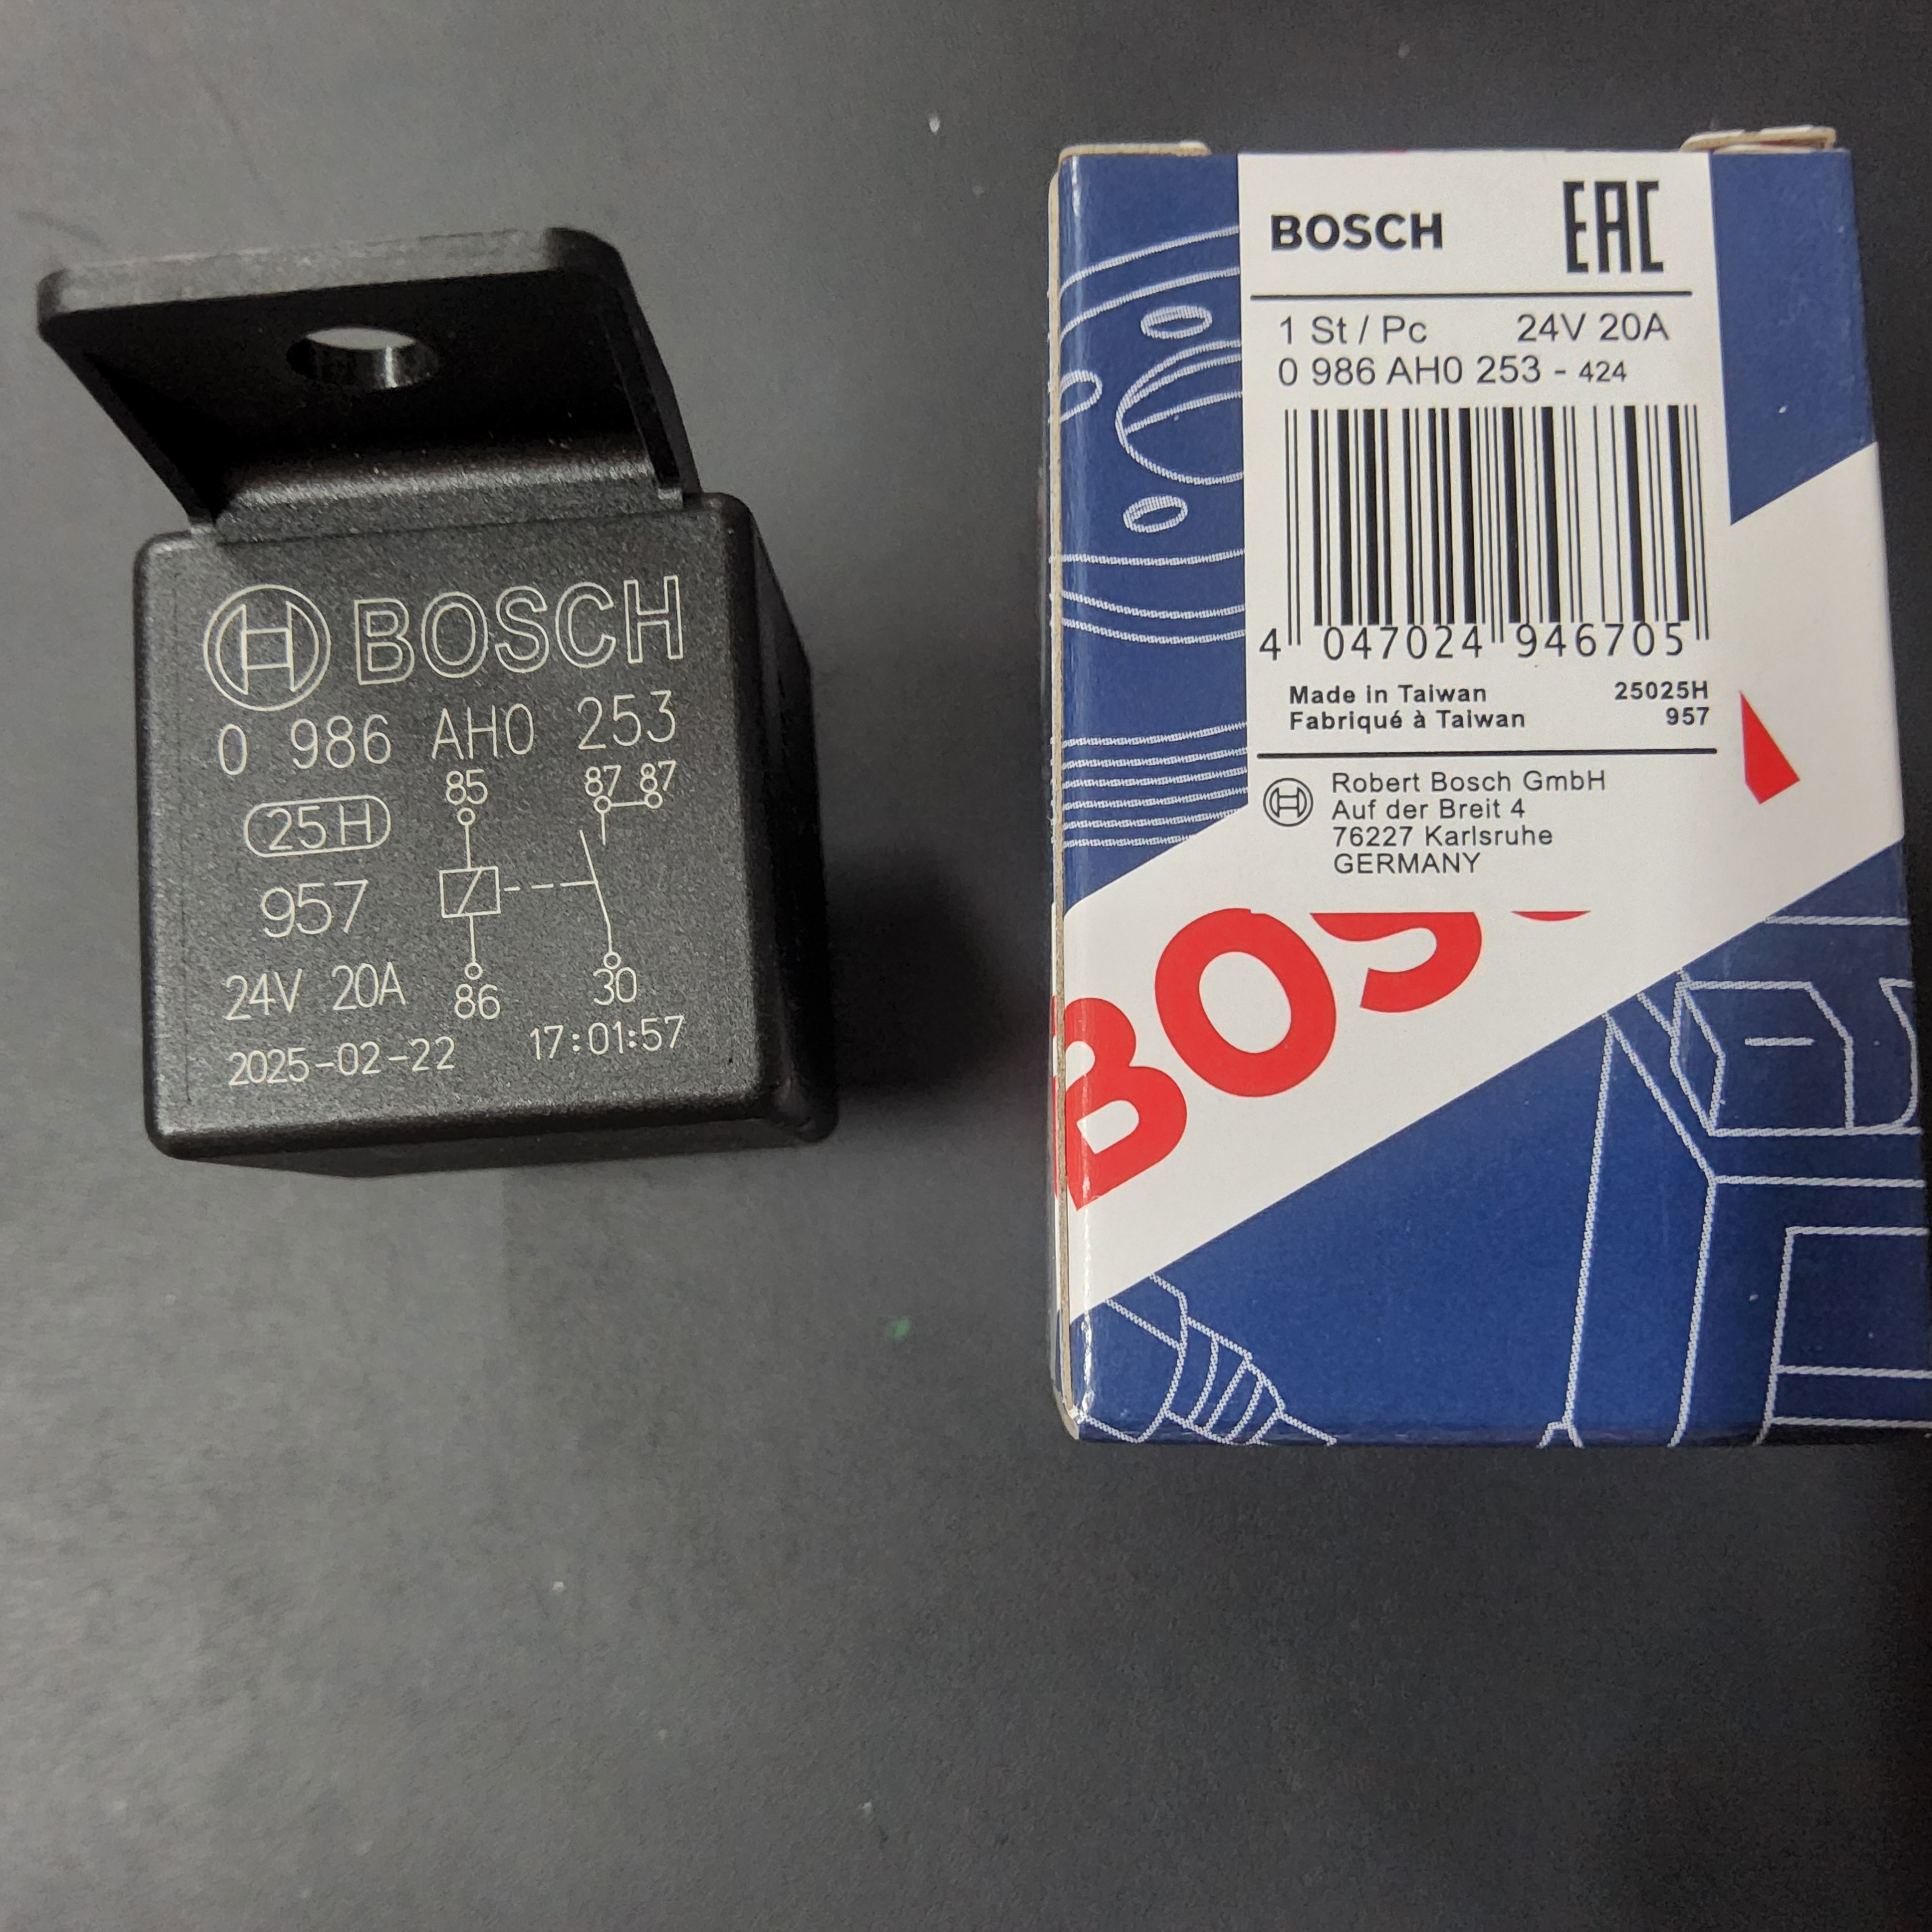 BOSCH
0 986 AH0 253
85 87 87
25H
957
24V 20A
86 30
2025-02-22 17:01:57
BOSCH EAC
1 St / Pc 24V 20A
0 986 AH0 253 - 424
4 047024 946705
Made in Taiwan 25025H
Fabriqué à Taiwan 957
Robert Bosch GmbH
Auf der Breit 4
76227 Karlsruhe
GERMANY
BOS